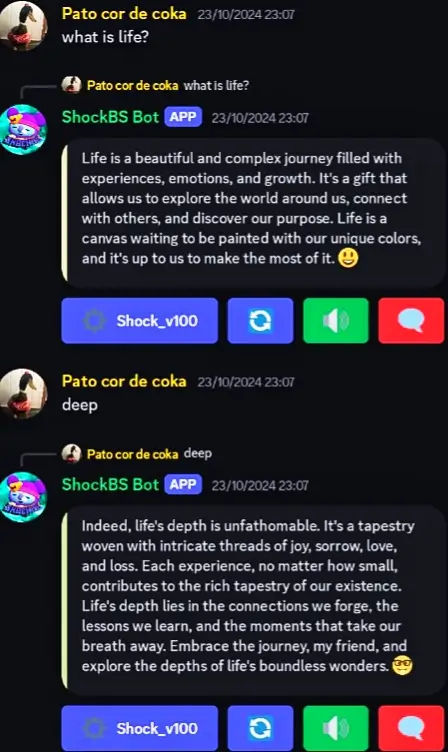 Pato cor de coka 23/10/2024 23:07
what is life?
Pato cor de coka what is life?
ShockBS Bot APP 23/10/2024 23:07
Life is a beautiful and complex journey filled with
experiences, emotions, and growth. It's a gift that
allows us to explore the world around us, connect
with others, and discover our purpose. Life is a
canvas waiting to be painted with our unique colors,
and it's up to us to make the most of it. 😃
Shock_v100
Pato cor de coka 23/10/2024 23:07
deep
Pato cor de coka deep
ShockBS Bot APP 23/10/2024 23:07
Indeed, life's depth is unfathomable. It's a tapestry
woven with intricate threads of joy, sorrow, love,
and loss. Each experience, no matter how small,
contributes to the rich tapestry of our existence.
Life's depth lies in the connections we forge, the
lessons we learn, and the moments that take our
breath away. Embrace the journey, my friend, and
explore the depths of life's boundless wonders. 🤓
Shock_v100